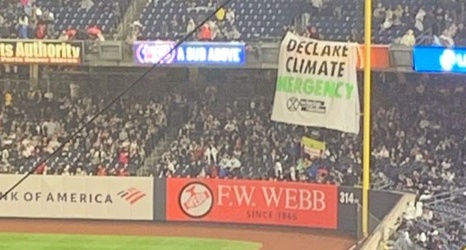 ts Authority
A SUB ABOVE
DECLARE
CLIMATE
MERGENCY
NK OF AMERICA
F.W. WEBB
SINCE 1866
314